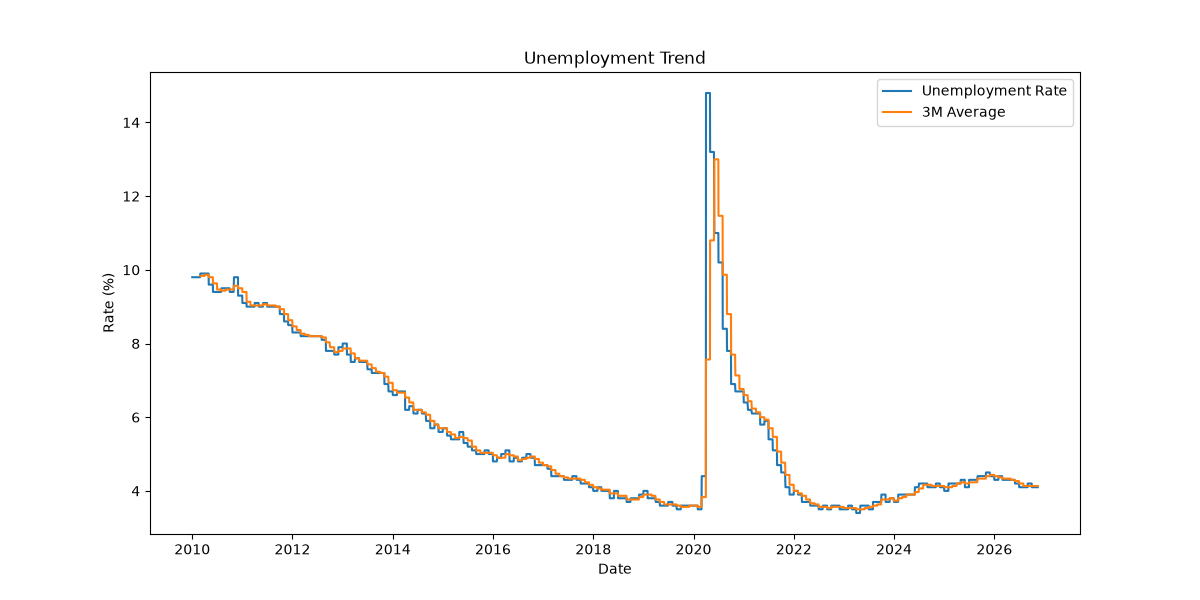 Unemployment Trend
Unemployment Rate
3M Average
14
12
10
8
6
4
Rate (%)
2010 2012 2014 2016 2018 2020 2022 2024 2026
Date